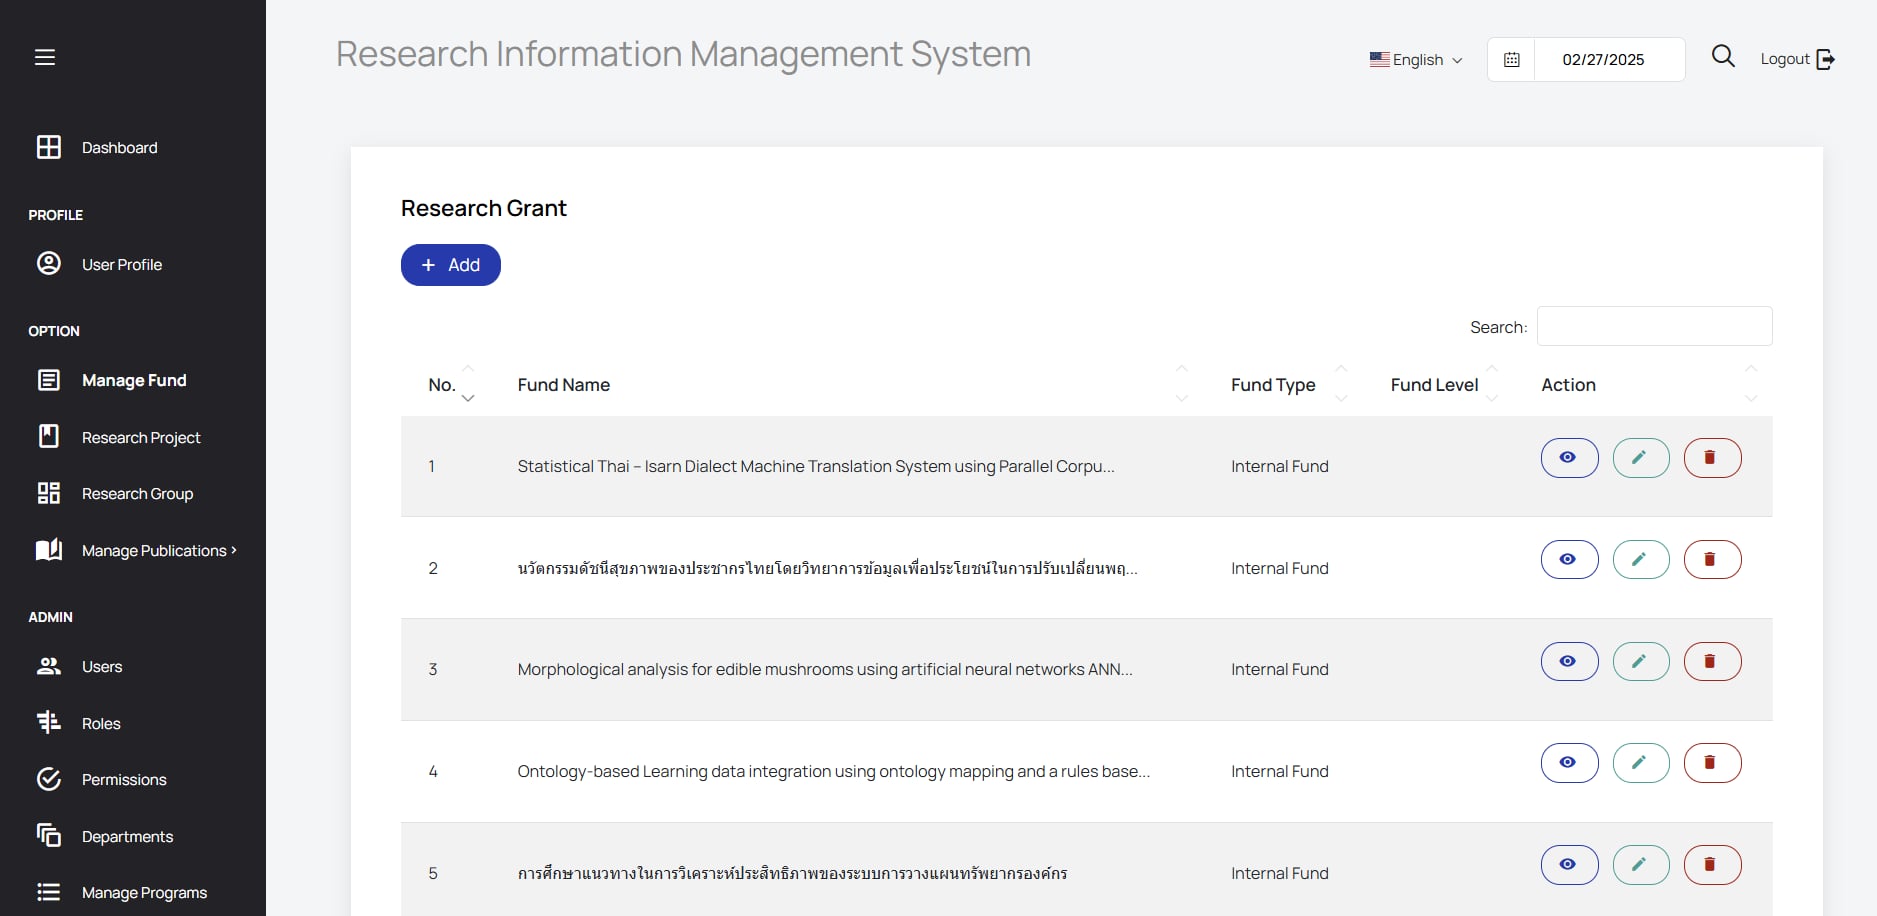 Research Information Management System
English
02/27/2025
Logout
Dashboard
PROFILE
User Profile
OPTION
Manage Fund
Research Project
Research Group
Manage Publications
ADMIN
Users
Roles
Permissions
Departments
Manage Programs
Research Grant
+ Add
Search:
No. Fund Name Fund Type Fund Level Action
1 Statistical Thai – Isarn Dialect Machine Translation System using Parallel Corpu... Internal Fund
2 นวัตกรรมดัชนีสุขภาพของประชากรไทยโดยวิทยาการข้อมูลเพื่อประโยชน์ในการปรับเปลี่ยนพฤ... Internal Fund
3 Morphological analysis for edible mushrooms using artificial neural networks ANN... Internal Fund
4 Ontology-based Learning data integration using ontology mapping and a rules base... Internal Fund
5 การศึกษาแนวทางในการวิเคราะห์ประสิทธิภาพของระบบการวางแผนทรัพยากรองค์กร Internal Fund